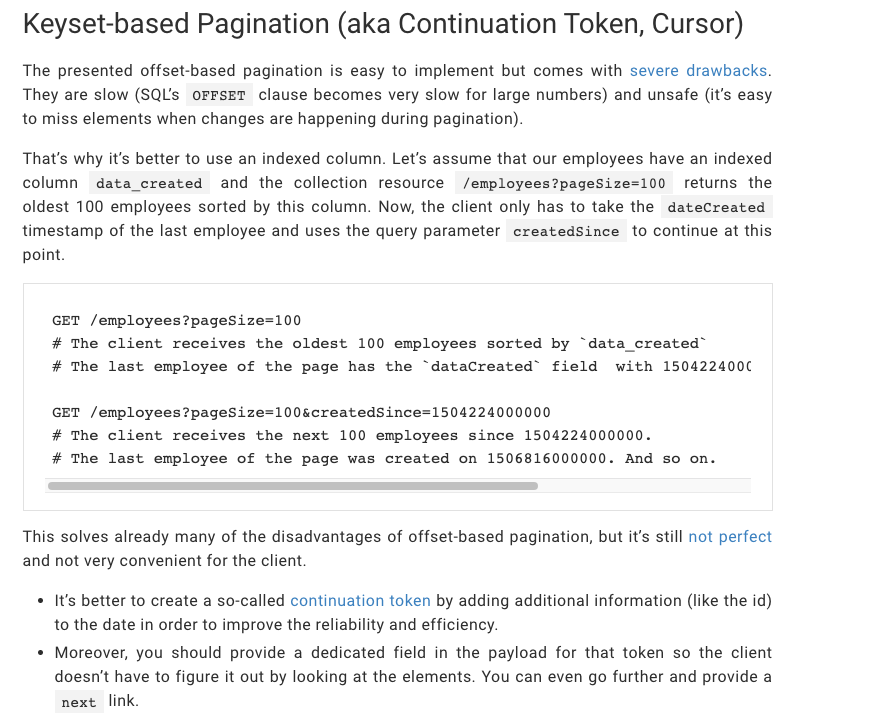 Keyset-based Pagination (aka Continuation Token, Cursor)
The presented offset-based pagination is easy to implement but comes with severe drawbacks.
They are slow (SQL's OFFSET clause becomes very slow for large numbers) and unsafe (it's easy
to miss elements when changes are happening during pagination).
That's why it's better to use an indexed column. Let's assume that our employees have an indexed
column data_created and the collection resource /employees?pageSize=100 returns the
oldest 100 employees sorted by this column. Now, the client only has to take the dateCreated
timestamp of the last employee and uses the query parameter createdSince to continue at this
point.
GET /employees?pageSize=100
# The client receives the oldest 100 employees sorted by `data_created`
# The last employee of the page has the `dataCreated` field  with 1504224000
GET /employees?pageSize=100&createdSince=1504224000000
# The client receives the next 100 employees since 1504224000000.
# The last employee of the page was created on 1506816000000. And so on.
This solves already many of the disadvantages of offset-based pagination, but it's still not perfect
and not very convenient for the client.
• It's better to create a so-called continuation token by adding additional information (like the id)
to the date in order to improve the reliability and efficiency.
• Moreover, you should provide a dedicated field in the payload for that token so the client
doesn't have to figure it out by looking at the elements. You can even go further and provide a
next link.